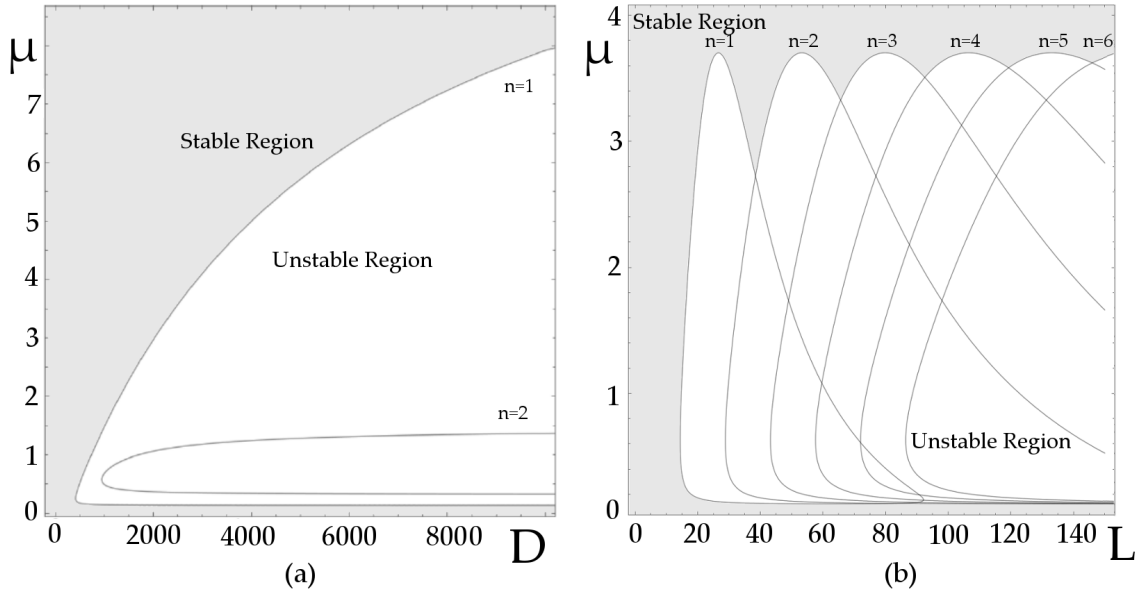 μ
7
6
5
4
3
2
1
0
Stable Region
Unstable Region
n=1
n=2
0 2000 4000 6000 8000 D
(a)
4
μ
3
2
1
0
Stable Region
n=1 n=2 n=3 n=4 n=5 n=6
Unstable Region
0 20 40 60 80 100 120 140 L
(b)